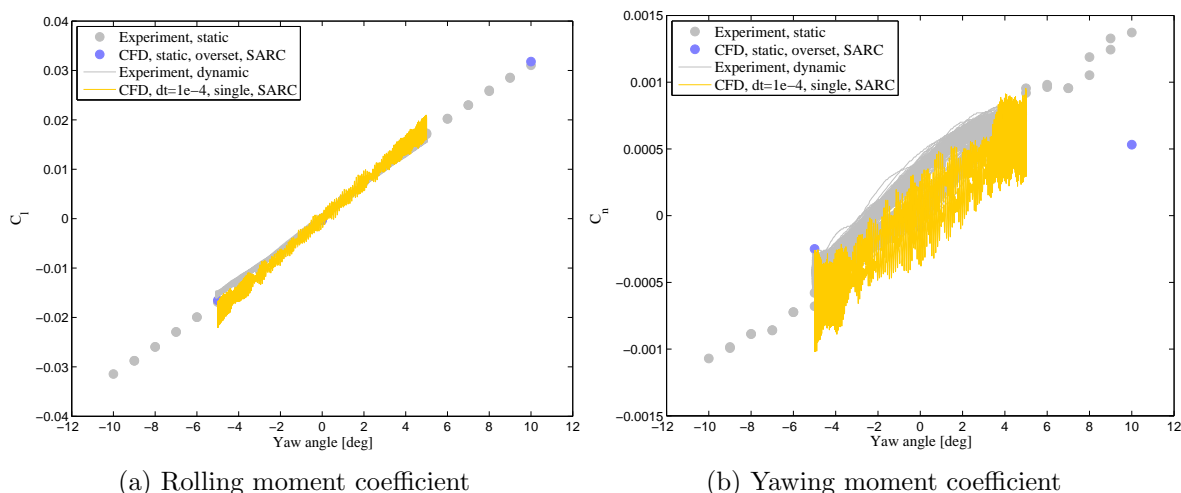 0.04
0.03
0.02
0.01
0
−0.01
−0.02
−0.03
−0.04
C_l
−12 −10 −8 −6 −4 −2 0 2 4 6 8 10 12
Yaw angle [deg]
Experiment, static
CFD, static, overset, SARC
Experiment, dynamic
CFD, dt=1e−4, single, SARC
(a) Rolling moment coefficient
0.0015
0.001
0.0005
0
−0.0005
−0.001
−0.0015
C_n
−12 −10 −8 −6 −4 −2 0 2 4 6 8 10 12
Yaw angle [deg]
Experiment, static
CFD, static, overset, SARC
Experiment, dynamic
CFD, dt=1e−4, single, SARC
(b) Yawing moment coefficient